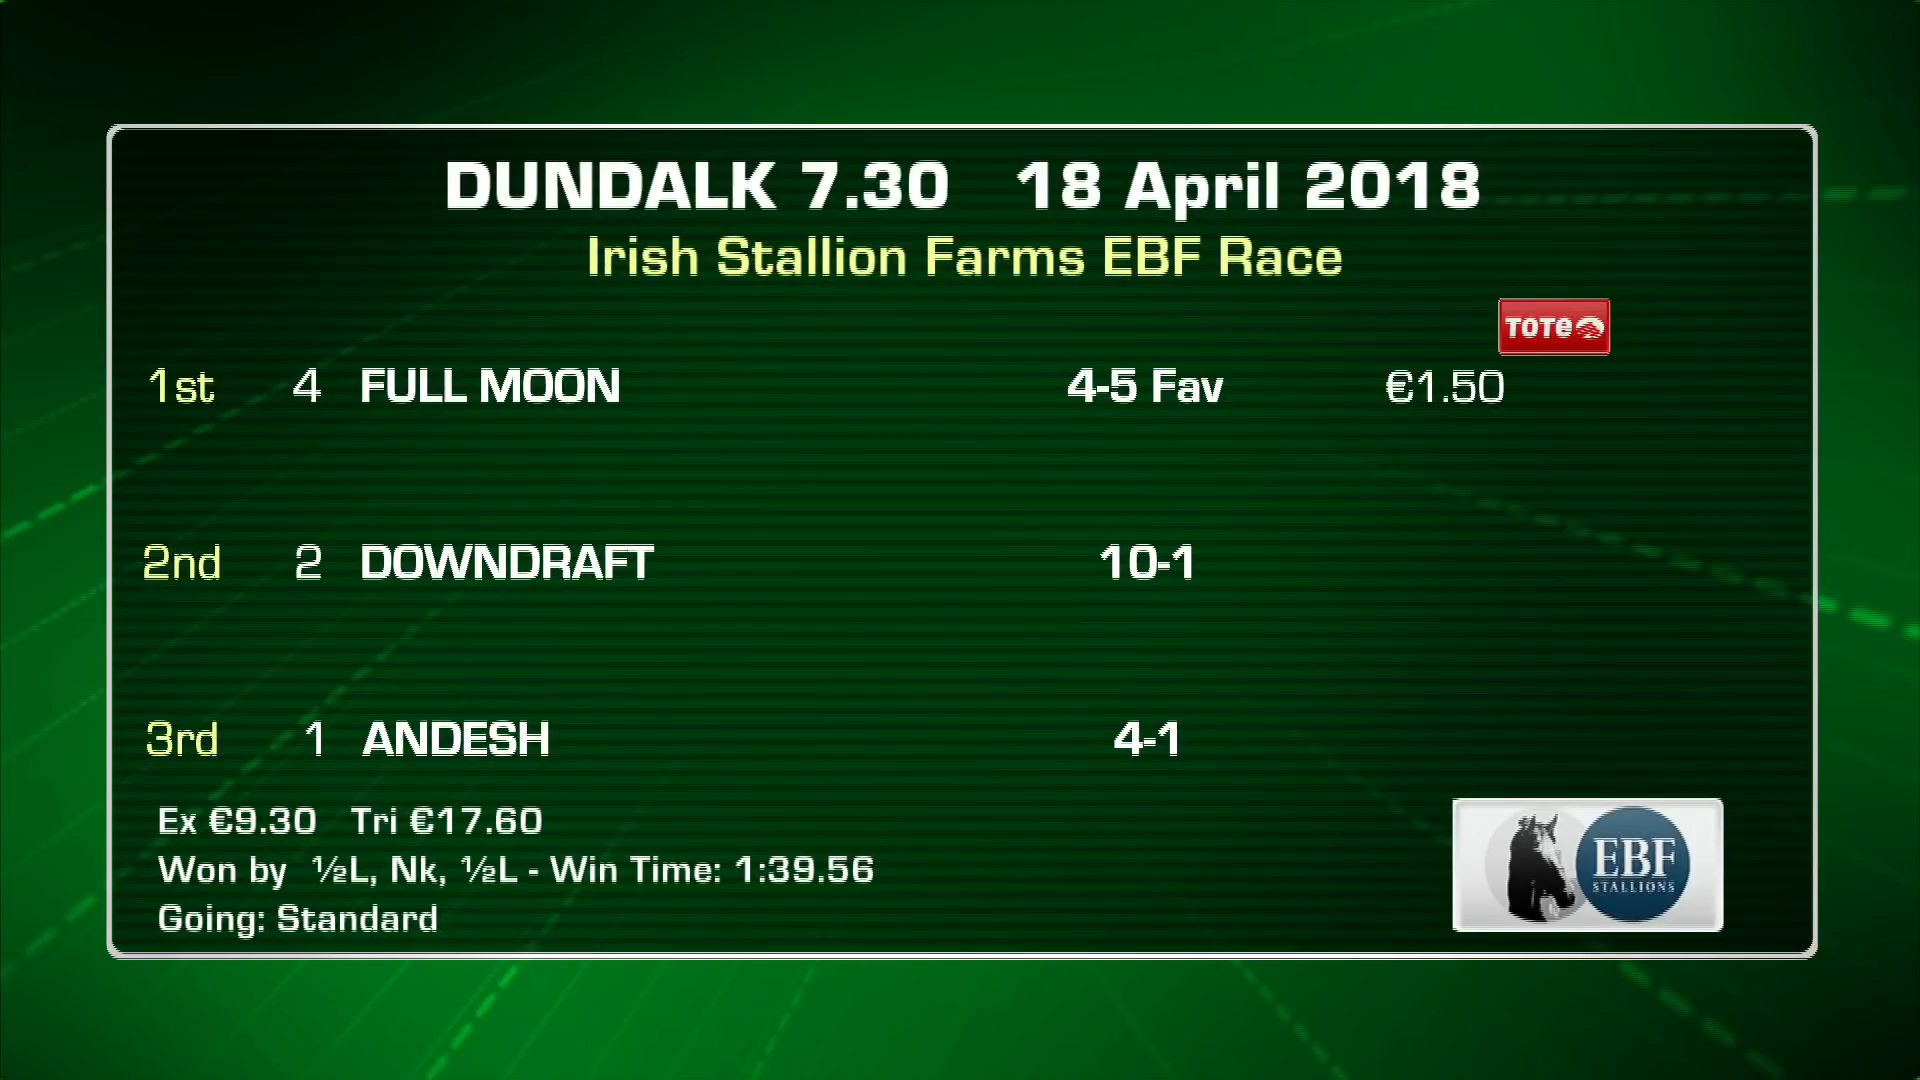 DUNDALK 7.30 18 April 2018
Irish Stallion Farms EBF Race
TOTE
1st 4 FULL MOON 4-5 Fav €1.50
2nd 2 DOWNDRAFT 10-1
3rd 1 ANDESH 4-1
Ex €9.30 Tri €17.60
Won by ½L, Nk, ½L - Win Time: 1:39.56
Going: Standard
EBF
STALLIONS